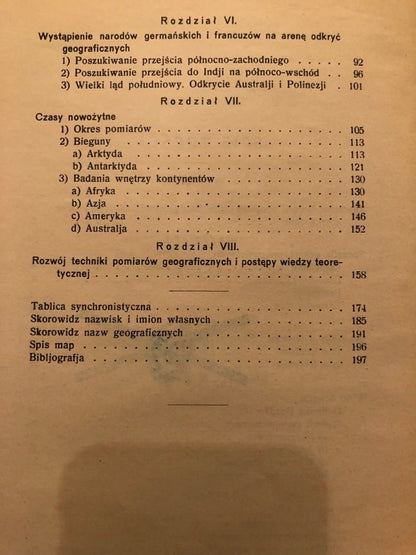 Rozdział VI.
Wystąpienie narodów germańskich i francuzów na arenę odkryć
geograficznych
1) Poszukiwanie przejścia północno-zachodniego . . . . . 92
2) Poszukiwanie przejścia do Indji na północo-wschód . . . 96
3) Wielki ląd południowy. Odkrycie Australji i Polinezji . 101
Rozdział VII.
Czasy nowożytne
1) Okres pomiarów . . . . . . . . . . . . . . . . . . 105
2) Bieguny . . . . . . . . . . . . . . . . . . . . . . 113
a) Arktyda . . . . . . . . . . . . . . . . . . . . . 113
b) Antarktyda . . . . . . . . . . . . . . . . . . . 121
3) Badania wnętrzy kontynentów . . . . . . . . . . . . 130
a) Afryka . . . . . . . . . . . . . . . . . . . . . 130
b) Azja . . . . . . . . . . . . . . . . . . . . . . 141
c) Ameryka . . . . . . . . . . . . . . . . . . . . 146
d) Australja . . . . . . . . . . . . . . . . . . . . 152
Rozdział VIII.
Rozwój techniki pomiarów geograficznych i postępy wiedzy teore-
tycznej . . . . . . . . . . . . . . . . . . . . . . . 158
Tablica synchronistyczna . . . . . . . . . . . . . . . . 174
Skorowidz nazwisk i imion własnych . . . . . . . . . . . 185
Skorowidz nazw geograficznych . . . . . . . . . . . . . 191
Spis map . . . . . . . . . . . . . . . . . . . . . . . 196
Bibljografja . . . . . . . . . . . . . . . . . . . . . . 197